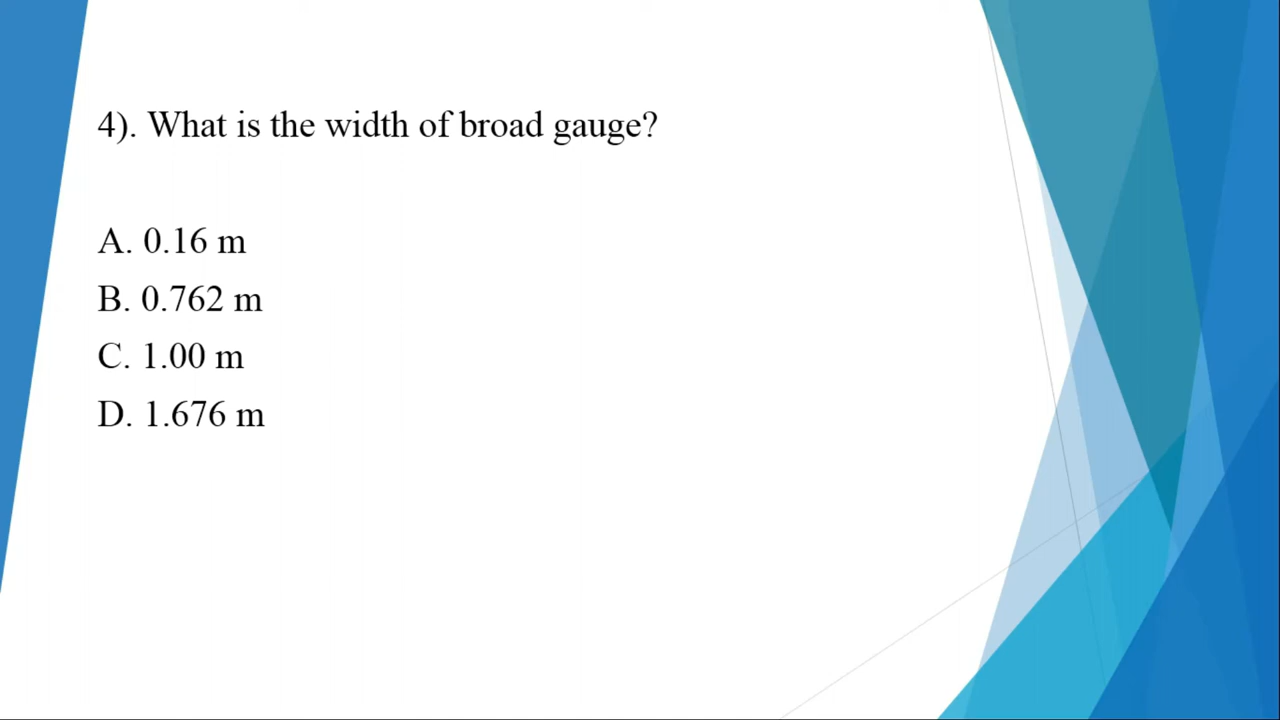 4). What is the width of broad gauge?
A. 0.16 m
B. 0.762 m
C. 1.00 m
D. 1.676 m